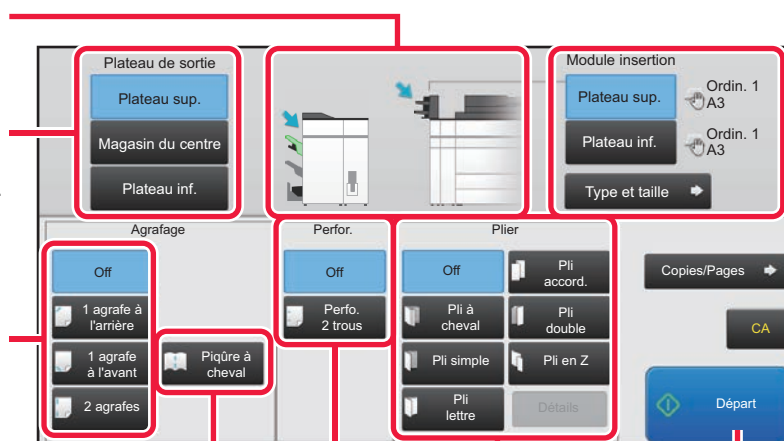 Plateau de sortie
Plateau sup.
Magasin du centre
Plateau inf.
Module insertion
Plateau sup.
Ordin. 1
A3
Plateau inf.
Ordin. 1
A3
Type et taille
Agrafage
Off
1 agrafe à
l'arrière
1 agrafe
à l'avant
2 agrafes
Piqûre à
cheval
Perfor.
Off
Perfo.
2 trous
Plier
Off
Pli
accord.
Pli à
cheval
Pli
double
Pli simple
Pli en Z
Pli
lettre
Détails
Copies/Pages
CA
Départ